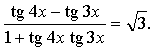 tg 4x − tg 3x / 1 + tg 4x tg 3x = √3.